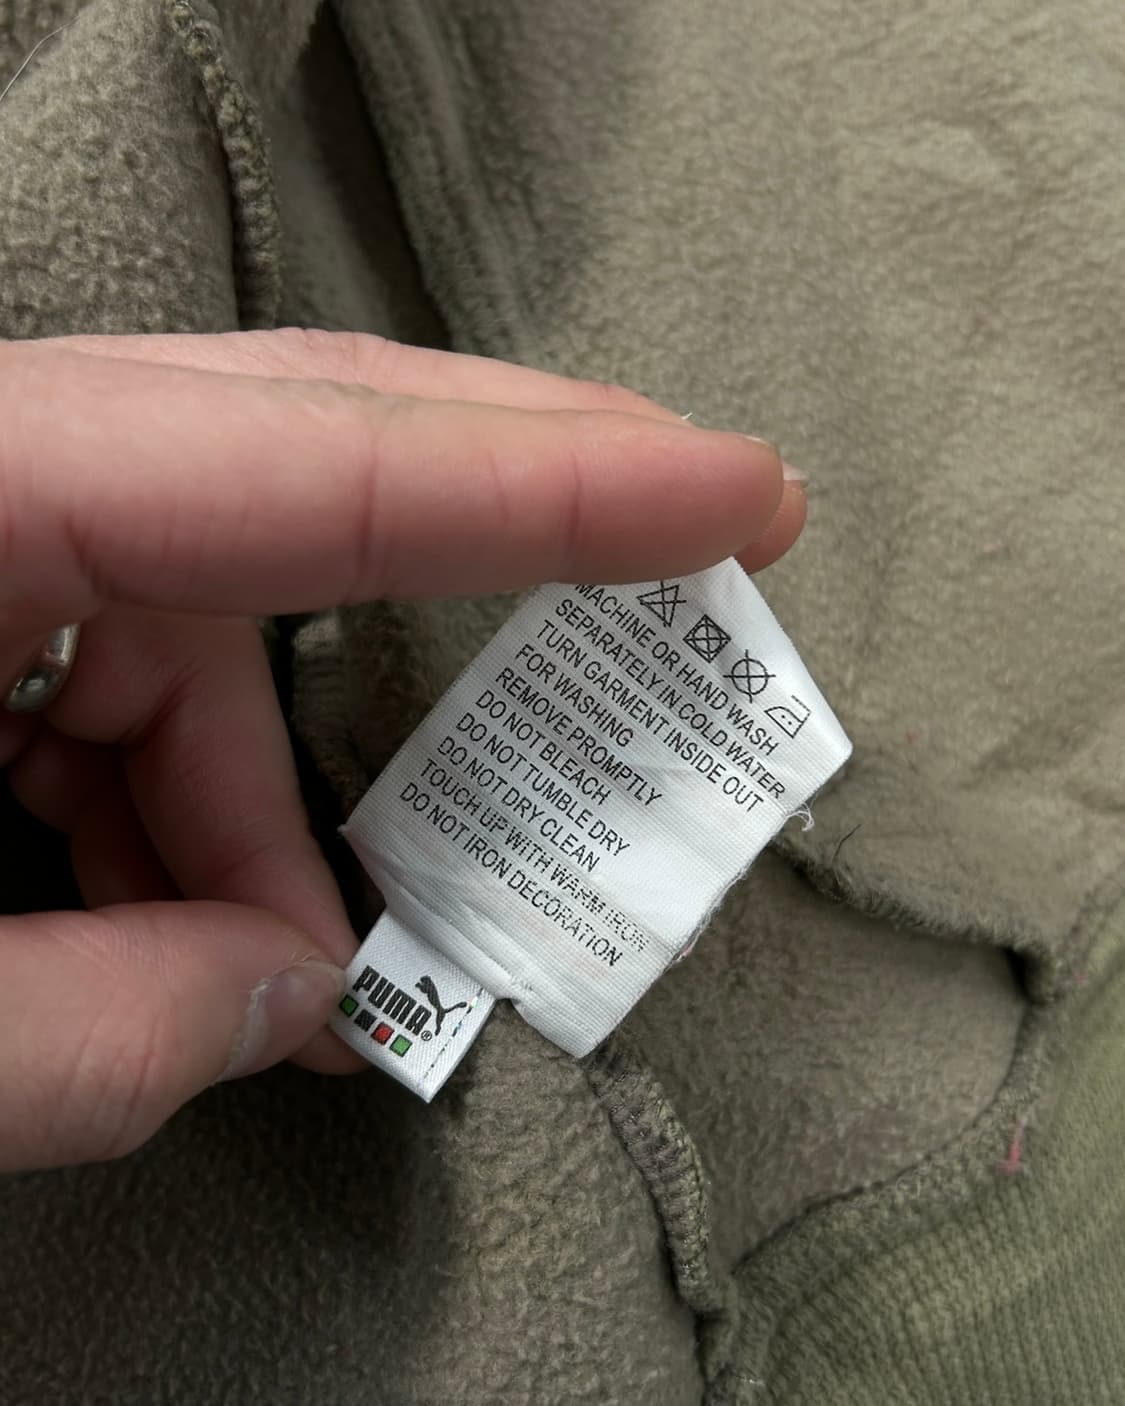 MACHINE OR HAND WASH
SEPARATELY IN COLD WATER
TURN GARMENT INSIDE OUT
FOR WASHING
REMOVE PROMPTLY
DO NOT BLEACH
DO NOT TUMBLE DRY
DO NOT DRY CLEAN
TOUCH UP WITH WARM IRON
DO NOT IRON DECORATION
PUMA®